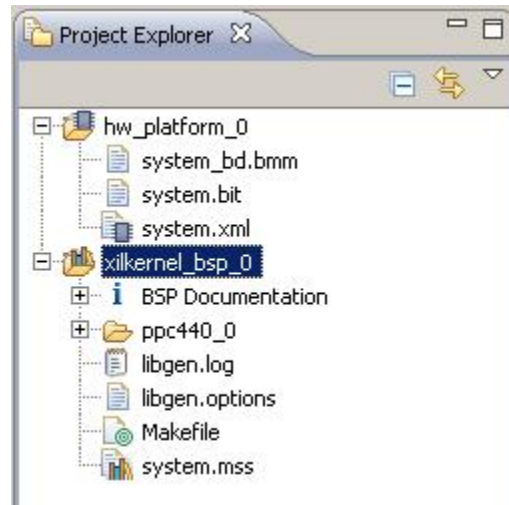 Project Explorer
hw_platform_0
system_bd.bmm
system.bit
system.xml
xilkernel_bsp_0
BSP Documentation
ppc440_0
libgen.log
libgen.options
Makefile
system.mss